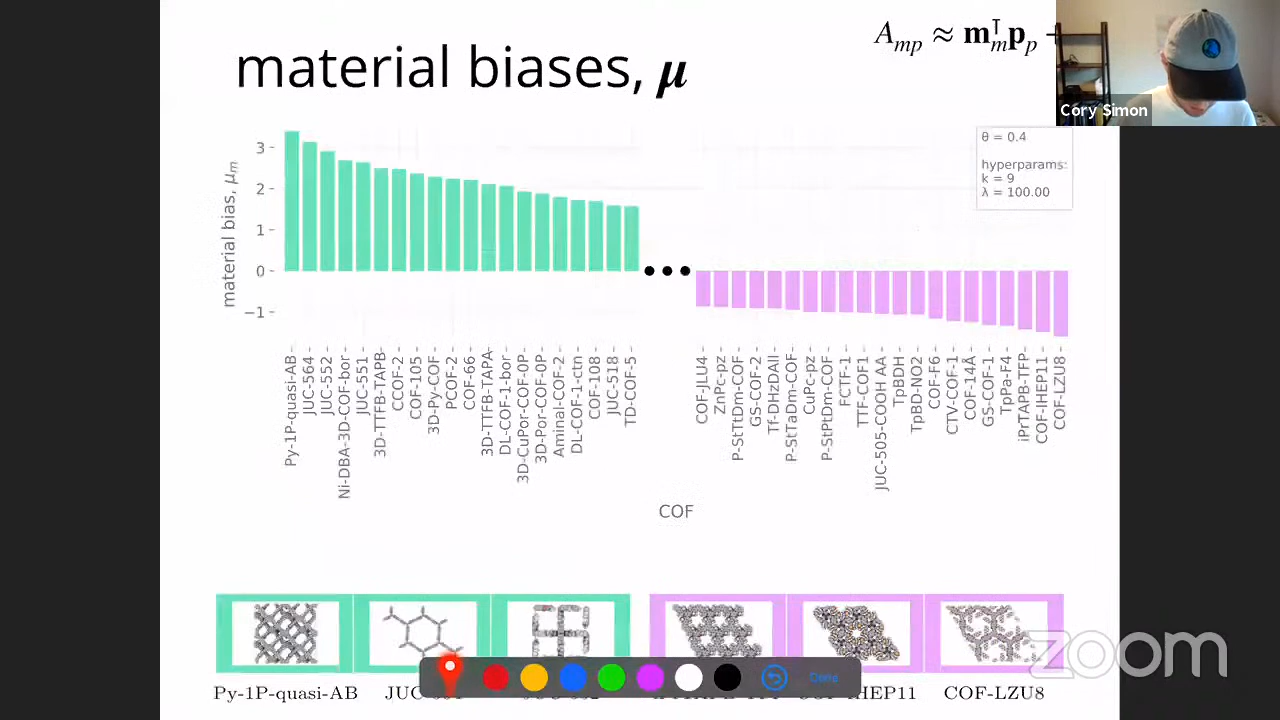 A_mp ≈ m_m^⊺ p_p +
material biases, μ
Cory Simon
θ = 0.4
hyperparams:
k = 9
λ = 100.00
material bias, μ_m
3
2
1
0
−1
Py-1P-quasi-AB
JUC-564
JUC-552
Ni-DBA-3D-COF-bor
JUC-551
3D-TTFB-TAPB
CCOF-2
COF-105
3D-Py-COF
PCOF-2
COF-66
3D-TTFB-TAPA
DL-COF-1-bor
3D-CuPor-COF-OP
3D-Por-COF-OP
Aminal-COF-2
DL-COF-1-ctn
COF-108
JUC-518
TD-COF-5
COF-JLU4
ZnPc-pz
P-StTtDm-COF
GS-COF-2
Tf-DHzDAll
P-StTaDm-COF
CuPc-pz
P-StPtDm-COF
FCTF-1
TTF-COF1
JUC-505-COOH AA
TpBDH
TpBD-NO2
COF-F6
CTV-COF-1
COF-14Å
GS-COF-1
TpPa-F4
iPrTAPB-TFP
COF-IHEP11
COF-LZU8
COF
zoom
Done
Py-1P-quasi-AB
COF-LZU8